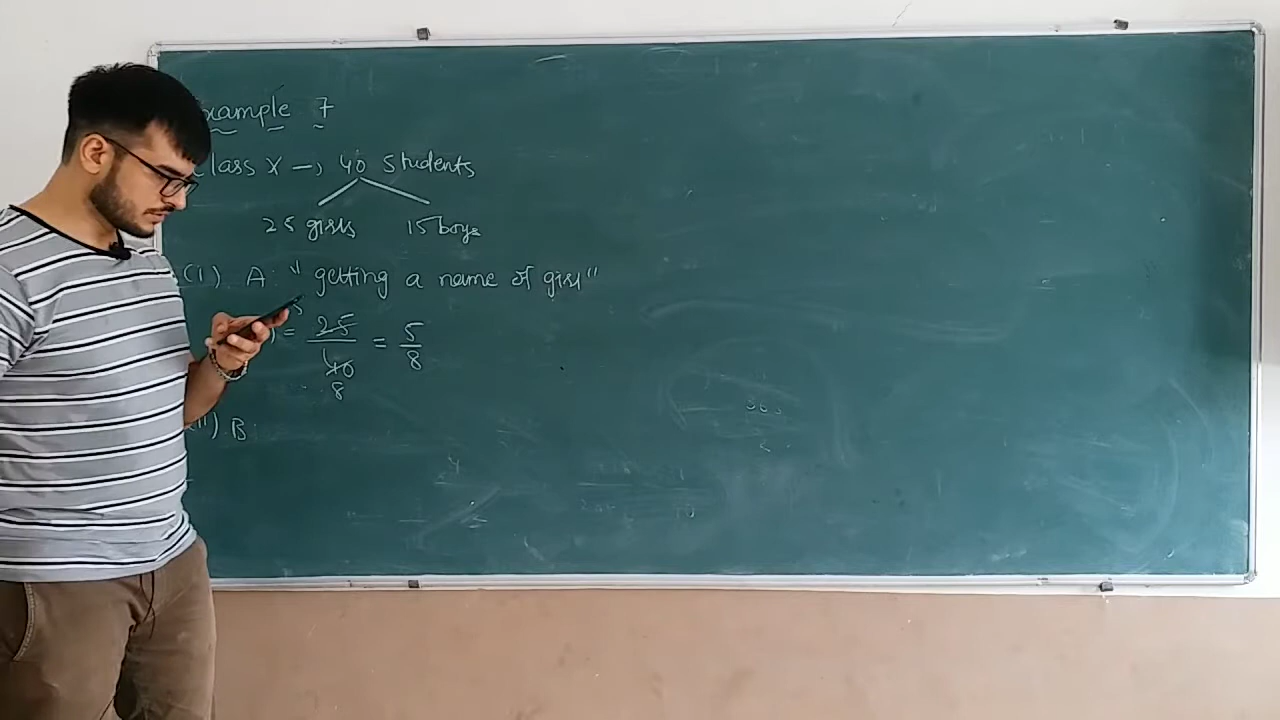 xample 7
lass X → 40 Students
25 girls 15 boys
(i) A: "getting a name of girl"
5
) = 25/40 = 5/8
8
(ii) B: